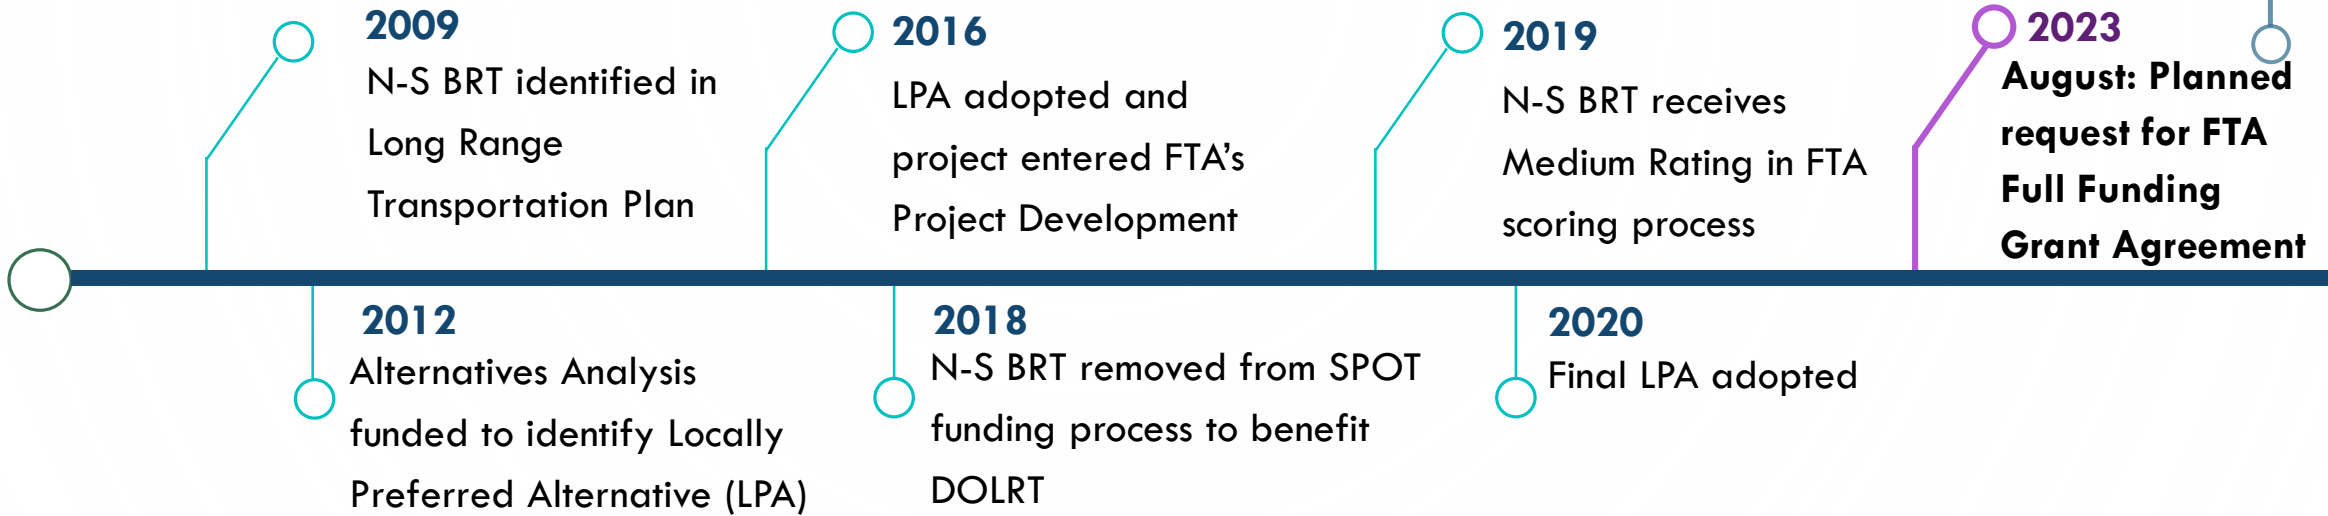 2009
N-S BRT identified in
Long Range
Transportation Plan
2016
LPA adopted and
project entered FTA’s
Project Development
2019
N-S BRT receives
Medium Rating in FTA
scoring process
2023
August: Planned
request for FTA
Full Funding
Grant Agreement
2012
Alternatives Analysis
funded to identify Locally
Preferred Alternative (LPA)
2018
N-S BRT removed from SPOT
funding process to benefit
DOLRT
2020
Final LPA adopted